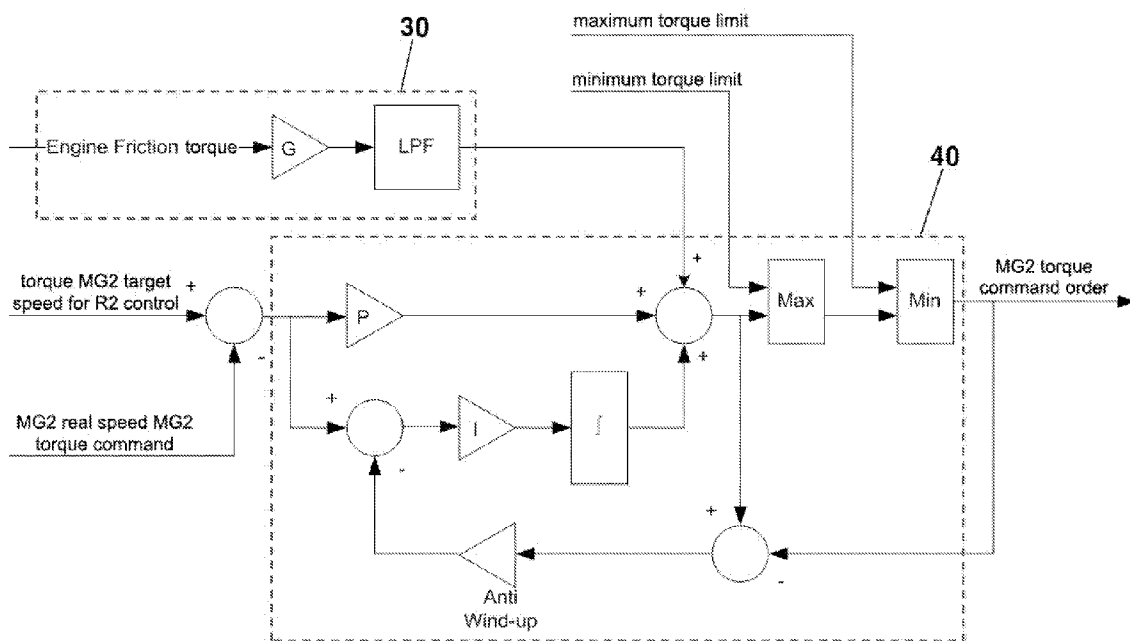 30
maximum torque limit
minimum torque limit
Engine Friction torque
G
LPF
40
torque MG2 target
speed for R2 control
+
-
P
+
+
+
Max
Min
MG2 torque
command order
MG2 real speed MG2
torque command
+
-
I
∫
+
-
Anti
Wind-up